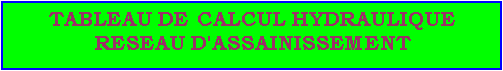 TABLEAU DE CALCUL HYDRAULIQUE
RESEAU D'ASSAINISSEMENT